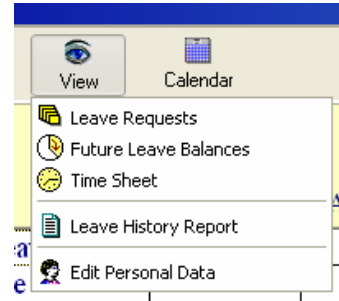 View Calendar
Leave Requests
Future Leave Balances
Time Sheet
Leave History Report
Edit Personal Data